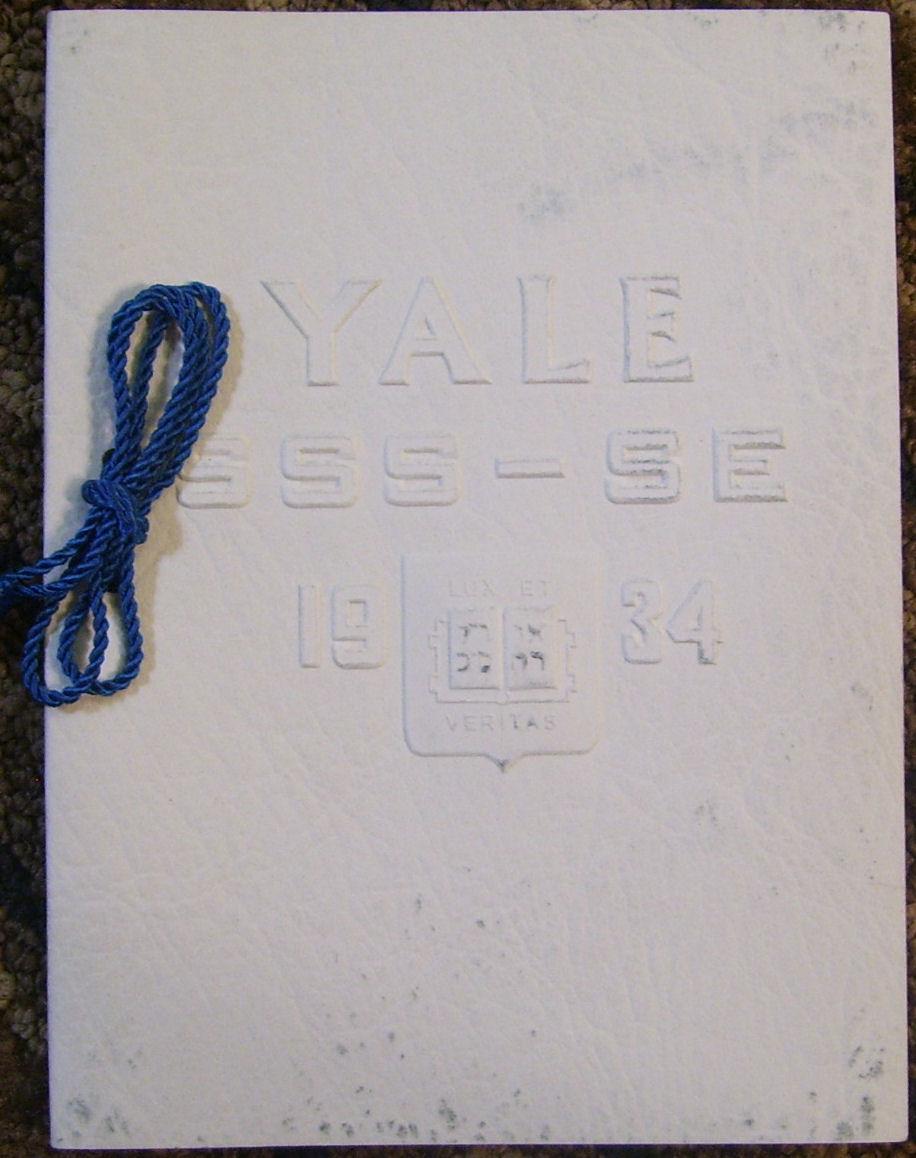 YALE
SSS-SE
19 34
LUX ET
VERITAS